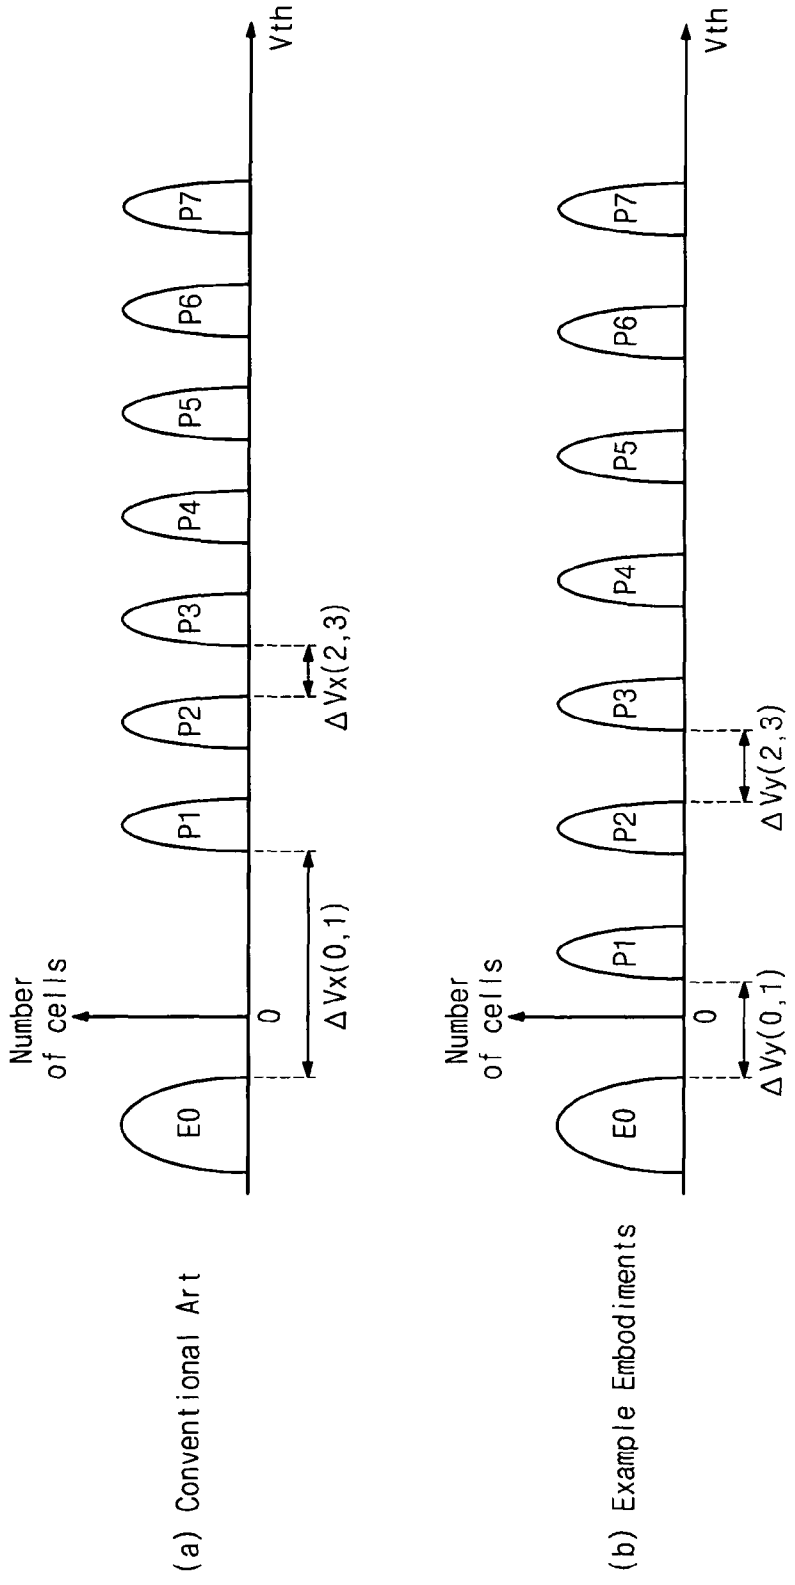 (a) Conventional Art
Number
of cells
E0
P1
P2
P3
P4
P5
P6
P7
0
Vth
ΔVx(0,1)
ΔVx(2,3)
(b) Example Embodiments
Number
of cells
E0
P1
P2
P3
P4
P5
P6
P7
0
Vth
ΔVy(0,1)
ΔVy(2,3)